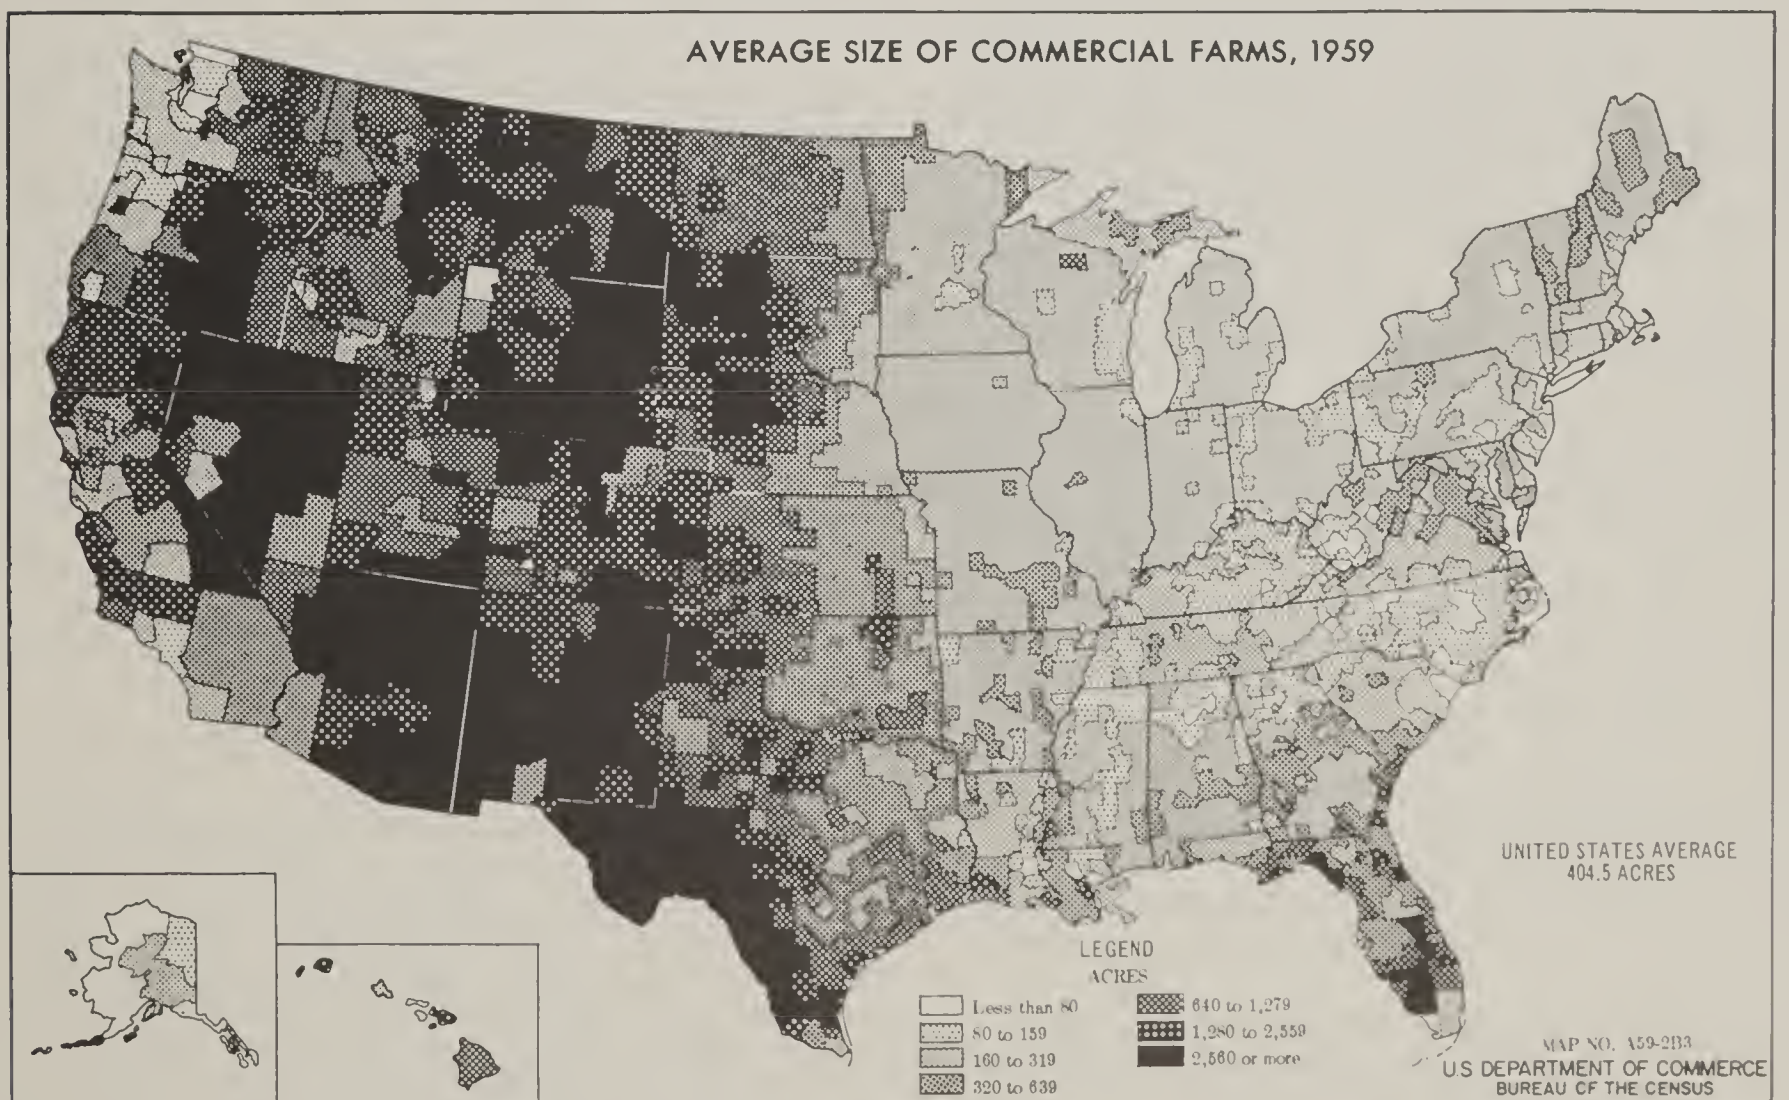 AVERAGE SIZE OF COMMERCIAL FARMS, 1959
UNITED STATES AVERAGE
404.5 ACRES
LEGEND
ACRES
Less than 80
80 to 159
160 to 319
320 to 639
640 to 1,279
1,280 to 2,559
2,560 or more
MAP NO. A59-2B3
U.S DEPARTMENT OF COMMERCE
BUREAU OF THE CENSUS